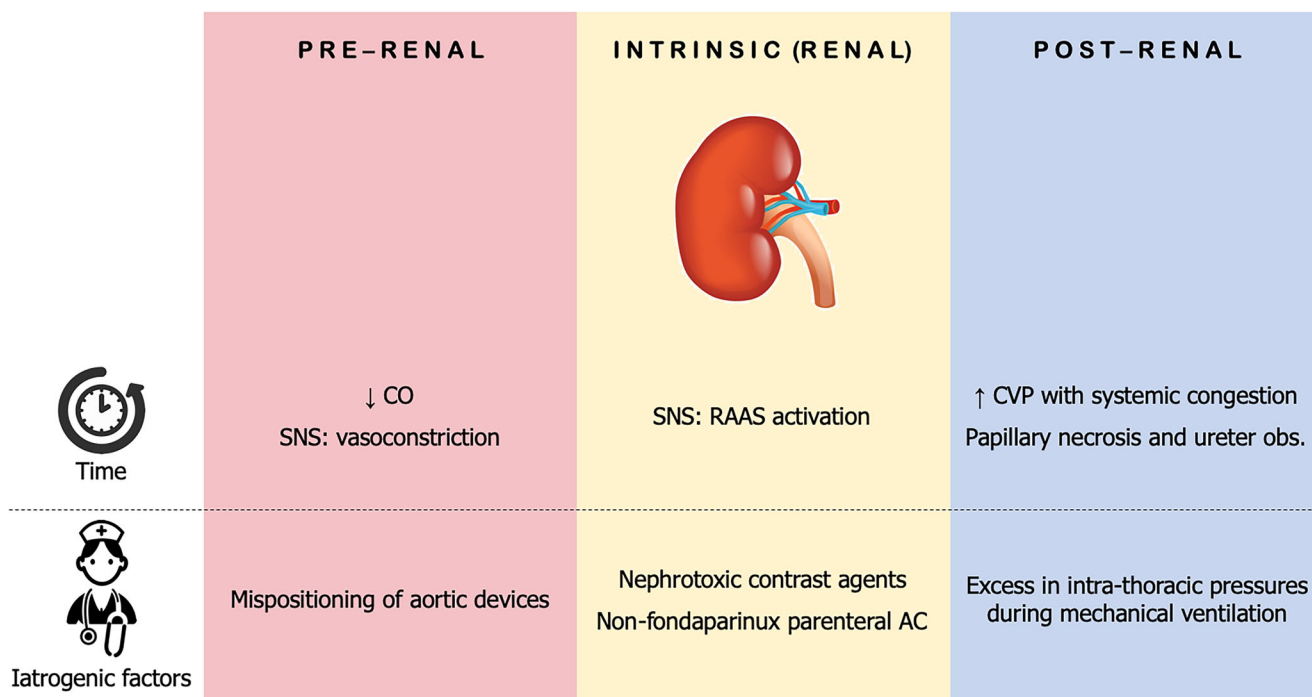 PRE–RENAL
INTRINSIC (RENAL)
POST–RENAL
↓ CO
SNS: vasoconstriction
SNS: RAAS activation
↑ CVP with systemic congestion
Papillary necrosis and ureter obs.
Time
Mispositioning of aortic devices
Nephrotoxic contrast agents
Non-fondaparinux parenteral AC
Excess in intra-thoracic pressures
during mechanical ventilation
Iatrogenic factors